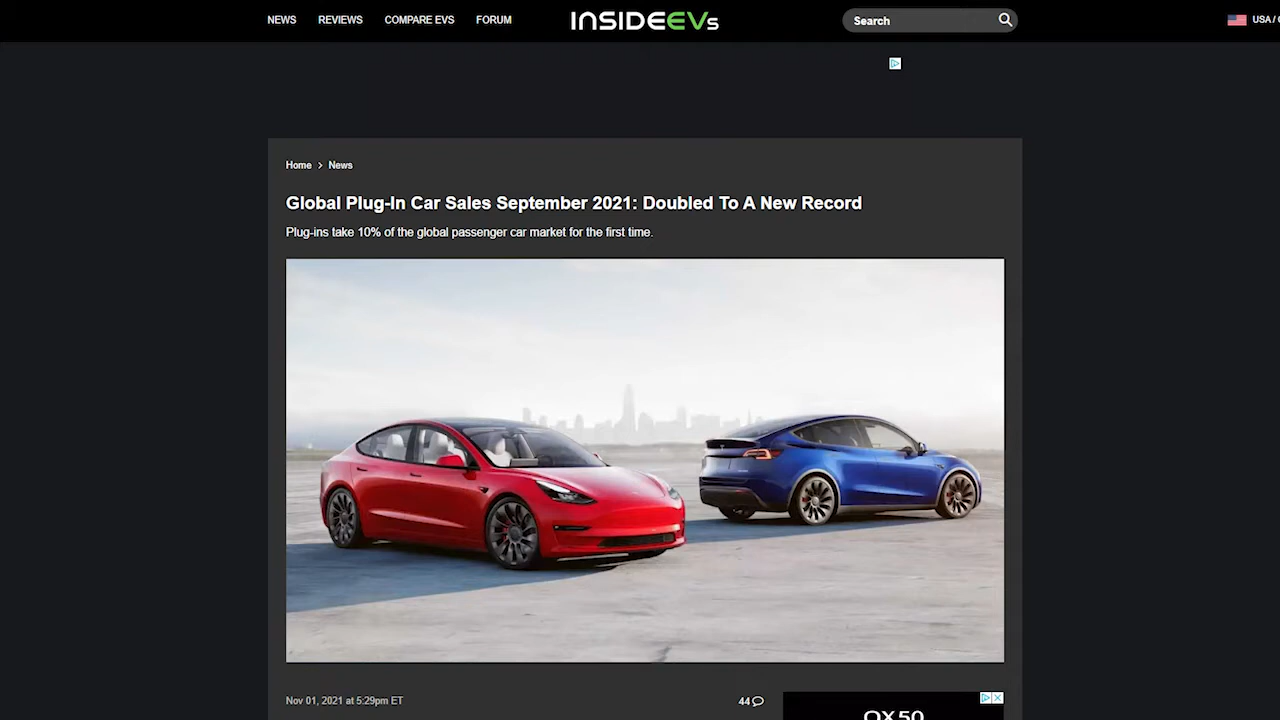 NEWS REVIEWS COMPARE EVS FORUM INSIDEEVs Search USA /
Home > News
Global Plug-In Car Sales September 2021: Doubled To A New Record
Plug-ins take 10% of the global passenger car market for the first time.
Nov 01, 2021 at 5:29pm ET 44
QX50